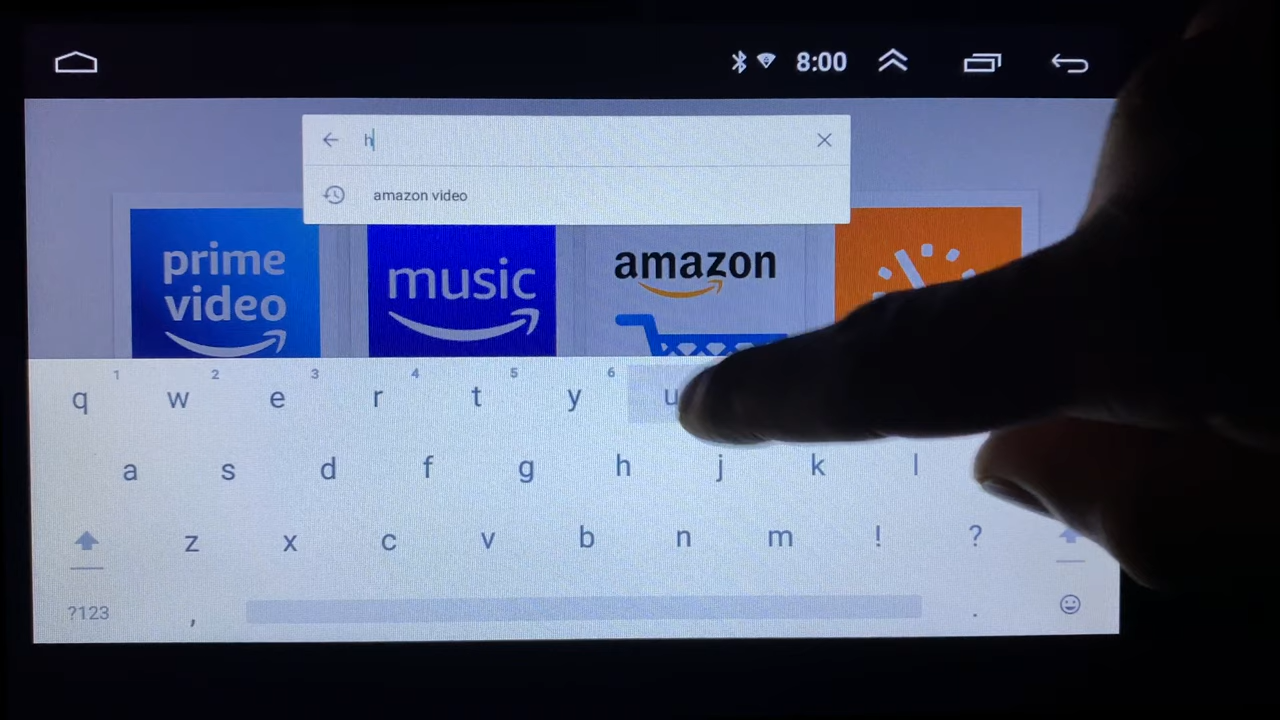 8:00
h
amazon video
prime
video
music
amazon
1 2 3 4 5 6
q w e r t y u
a s d f g h j k l
z x c v b n m ! ?
?123 , .